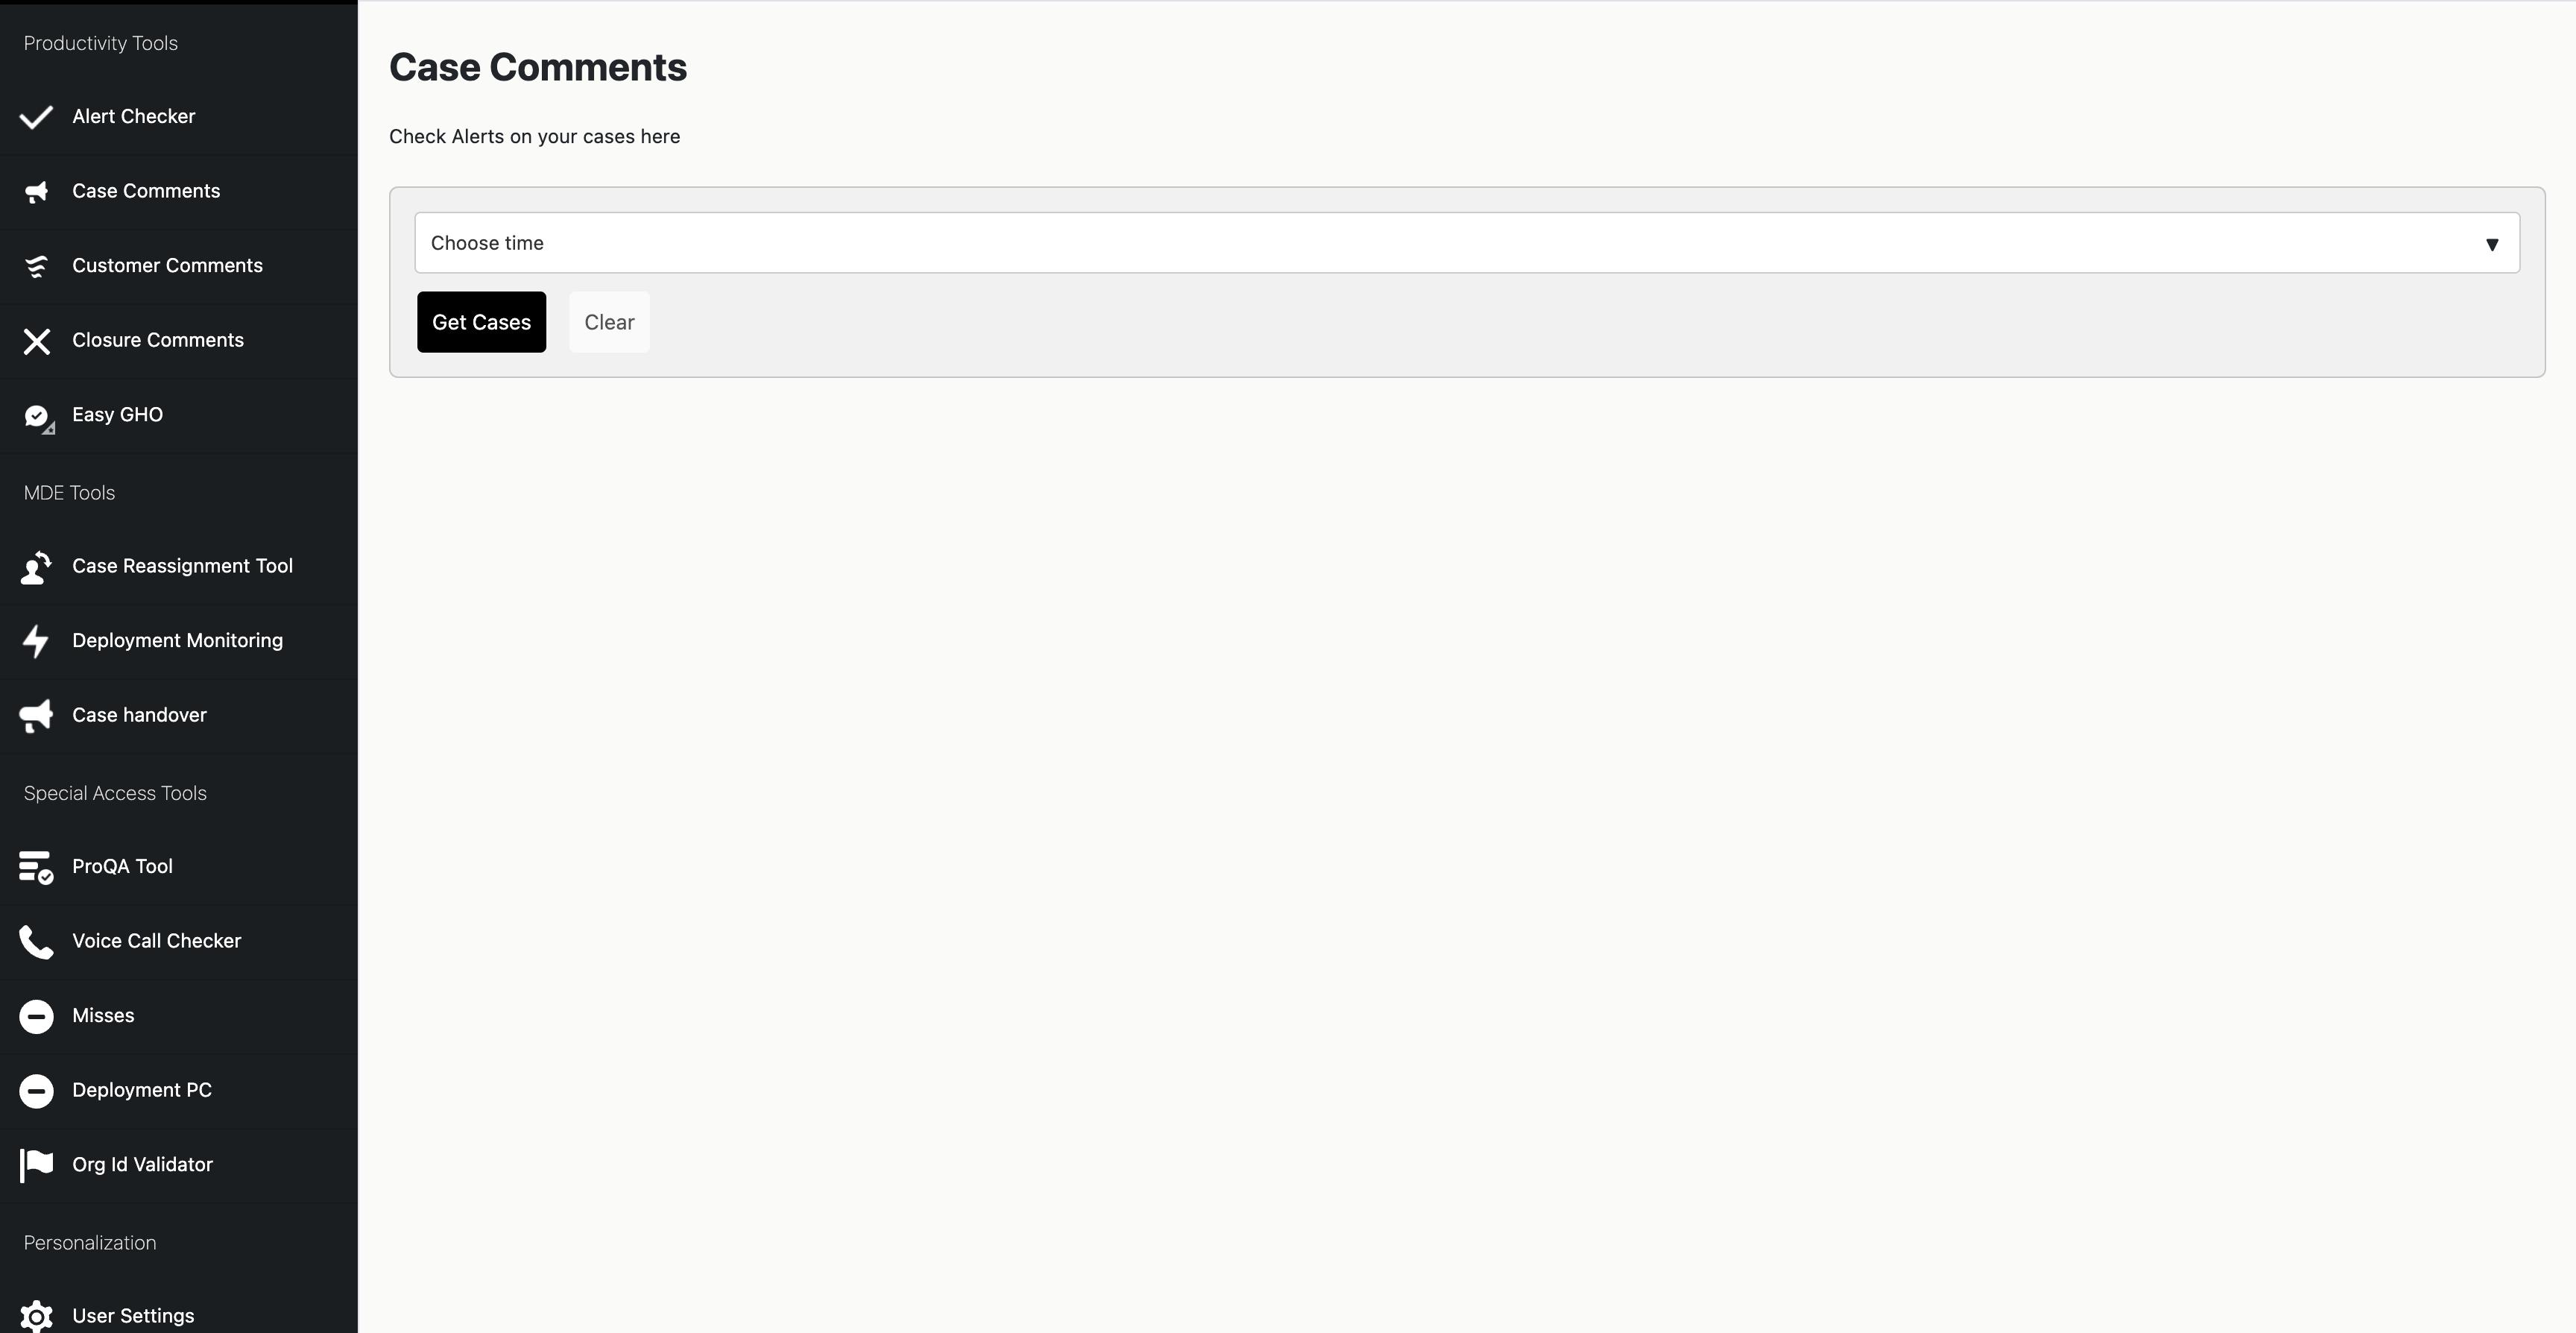 Productivity Tools
Alert Checker
Case Comments
Customer Comments
Closure Comments
Easy GHO
MDE Tools
Case Reassignment Tool
Deployment Monitoring
Case handover
Special Access Tools
ProQA Tool
Voice Call Checker
Misses
Deployment PC
Org Id Validator
Personalization
User Settings
Case Comments
Check Alerts on your cases here
Choose time
Get Cases
Clear